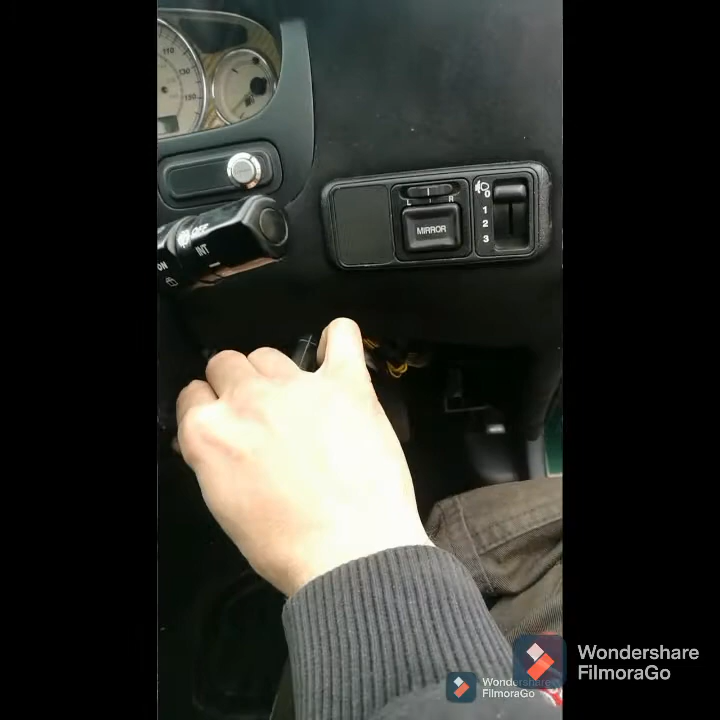 110
130
150
OFF
INT
ON
L R
MIRROR
0
1
2
3
Wondershare
FilmoraGo
Wondershare
FilmoraGo